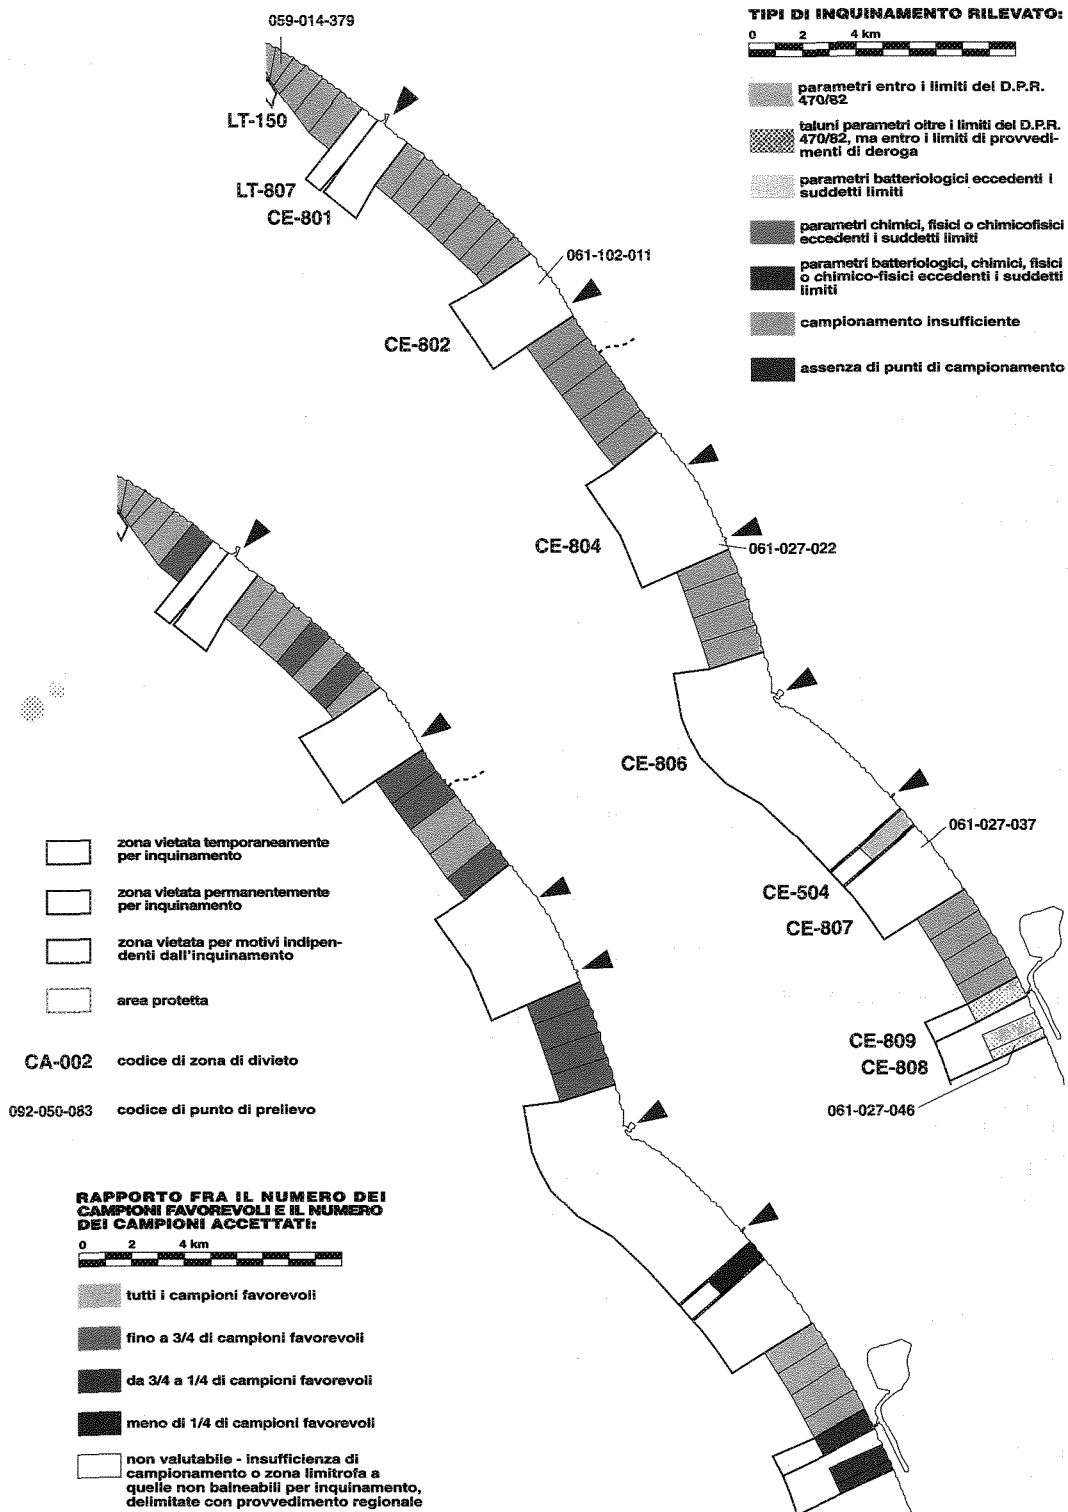 TIPI DI INQUINAMENTO RILEVATO:
0 2 4 km
parametri entro i limiti del D.P.R.
470/82
taluni parametri oltre i limiti del D.P.R.
470/82, ma entro i limiti di provvedi-
menti di deroga
parametri batteriologici eccedenti i
suddetti limiti
parametri chimici, fisici o chimicofisici
eccedenti i suddetti limiti
parametri batteriologici, chimici, fisici
o chimico-fisici eccedenti i suddetti
limiti
campionamento insufficiente
assenza di punti di campionamento
059-014-379
LT-150
LT-807
CE-801
061-102-011
CE-802
CE-804
061-027-022
CE-806
061-027-037
CE-504
CE-807
CE-809
CE-808
061-027-046
zona vietata temporaneamente
per inquinamento
zona vietata permanentemente
per inquinamento
zona vietata per motivi indipen-
denti dall'inquinamento
area protetta
CA-002 codice di zona di divieto
092-050-083 codice di punto di prelievo
RAPPORTO FRA IL NUMERO DEI
CAMPIONI FAVOREVOLI E IL NUMERO
DEI CAMPIONI ACCETTATI:
0 2 4 km
tutti i campioni favorevoli
fino a 3/4 di campioni favorevoli
da 3/4 a 1/4 di campioni favorevoli
meno di 1/4 di campioni favorevoli
non valutabile - insufficienza di
campionamento o zona limitrofa a
quelle non balneabili per inquinamento,
delimitate con provvedimento regionale